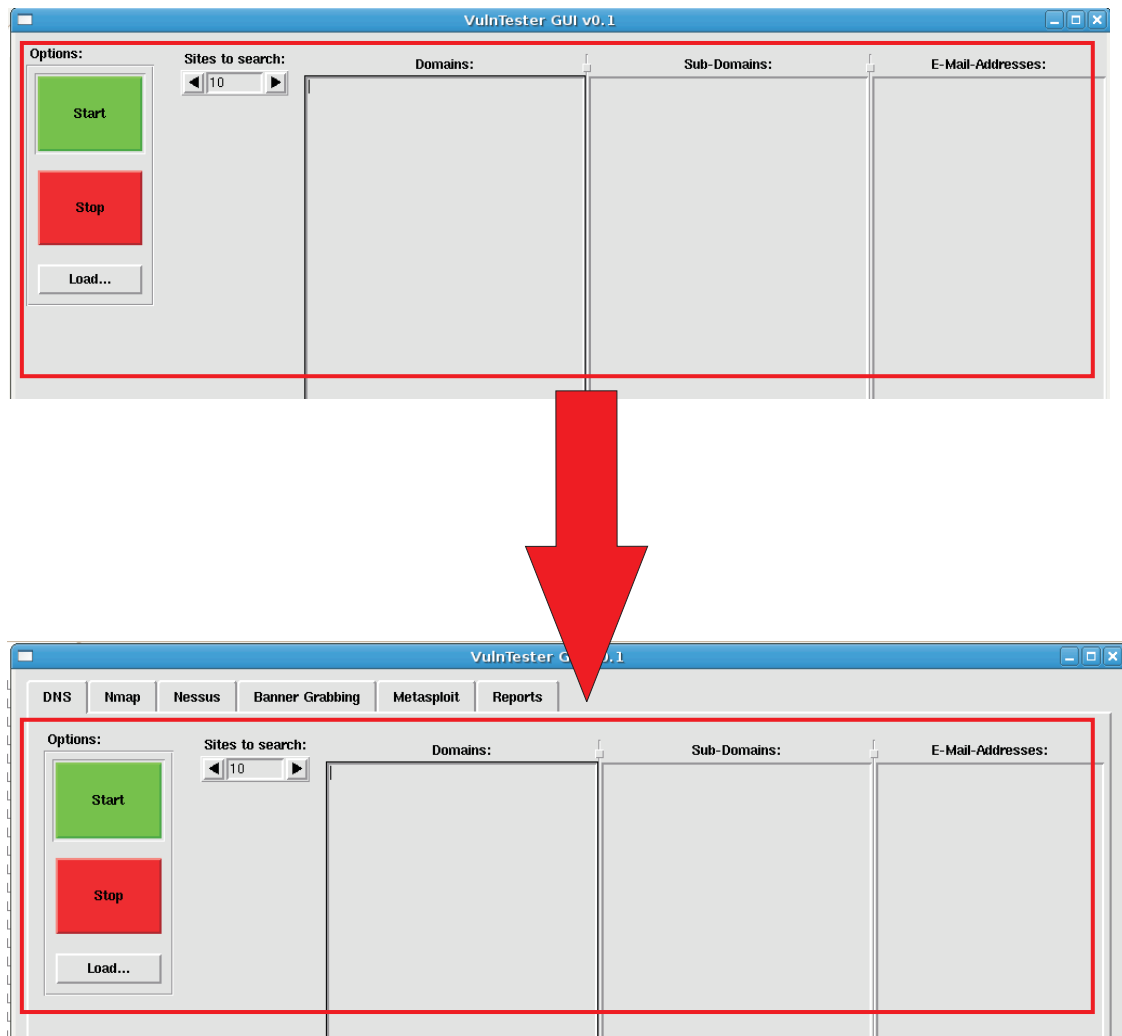 VulnTester GUI v0.1
Options:
Sites to search:
Domains:
Sub-Domains:
E-Mail-Addresses:
10
Start
Stop
Load...
VulnTester G
0.1
DNS
Nmap
Nessus
Banner Grabbing
Metasploit
Reports
Options:
Sites to search:
Domains:
Sub-Domains:
E-Mail-Addresses:
10
Start
Stop
Load...